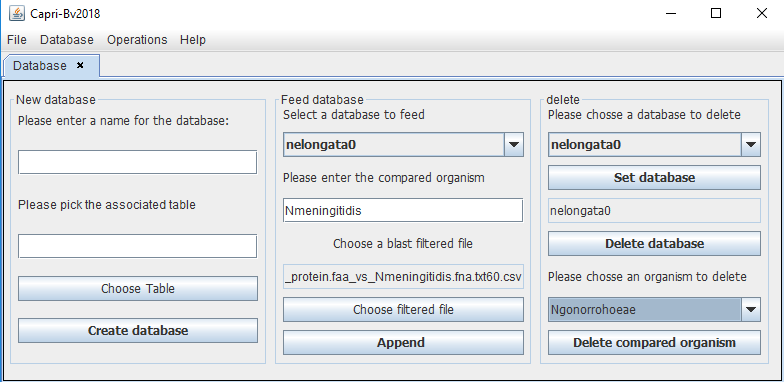 Capri-Bv2018
File Database Operations Help
Database
New database
Please enter a name for the database:
Please pick the associated table
Choose Table
Create database
Feed database
Select a database to feed
nelongata0
Please enter the compared organism
Nmeningitidis
Choose a blast filtered file
_protein.faa_vs_Nmeningitidis.fna.txt60.csv
Choose filtered file
Append
delete
Please chosse a database to delete
nelongata0
Set database
nelongata0
Delete database
Please choose an organism to delete
Ngonorrohoeae
Delete compared organism